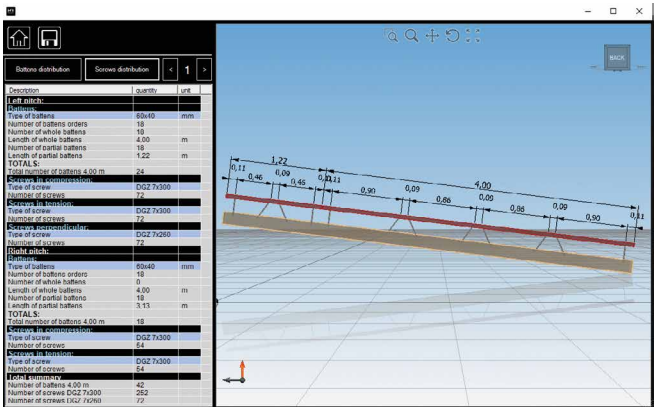 Battens distribution
Screws distribution
< 1 >
Description quantity unit
Left pitch:
Battens:
Type of battens 60x40 mm
Number of battens orders 18
Number of whole battens 18
Length of whole battens 4,00 m
Number of partial battens 18
Length of partial battens 1,22 m
TOTALS:
Total number of battens 4,00 m 24
Screws in compression:
Type of screw DGZ 7x300
Number of screws 72
Screws in tension:
Type of screw DGZ 7x300
Number of screws 72
Screws perpendicular:
Type of screw DGZ 7x260
Number of screws 72
Right pitch:
Battens:
Type of battens 60x40 mm
Number of battens orders 18
Number of whole battens 0
Length of whole battens 4,00 m
Number of partial battens 18
Length of partial battens 3,13 m
TOTALS:
Total number of battens 4,00 m 18
Screws in compression:
Type of screw DGZ 7x300
Number of screws 54
Screws in tension:
Type of screw DGZ 7x300
Number of screws 54
Total summary
Number of battens 4,00 m 42
Number of screws DGZ 7x300 252
Number of screws DGZ 7x260 72
BACK
1,22
4,00
0,11
0,46
0,09
0,46
0,11
0,90
0,09
0,86
0,09
0,86
0,09
0,90
0,11